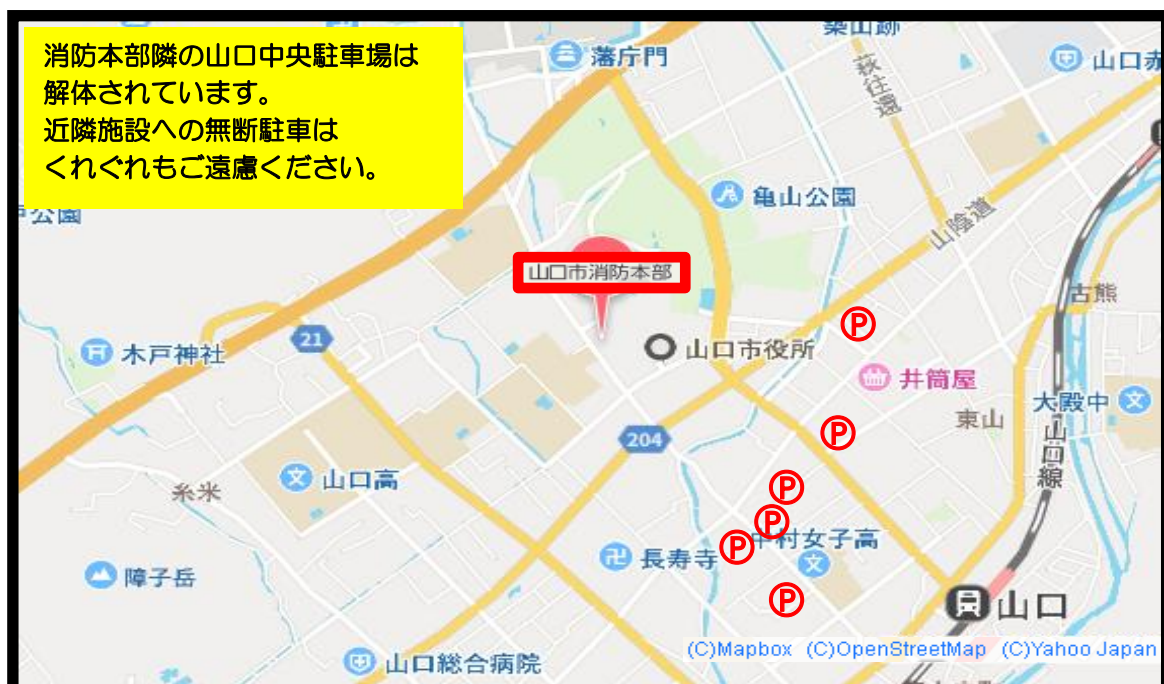 消防本部隣の山口中央駐車場は
解体されています。
近隣施設への無断駐車は
くれぐれもご遠慮ください。
藩庁門
築山跡
萩往還
山口赤
亀山公園
山陰道
公園
山口市消防本部
古熊
木戸神社
21
山口市役所
P
井筒屋
大殿中
東山
山口線
204
P
山口高
糸米
P
P
P
中村女子高
長寿寺
障子岳
P
山口
山口総合病院
(C)Mapbox (C)OpenStreetMap (C)Yahoo Japan